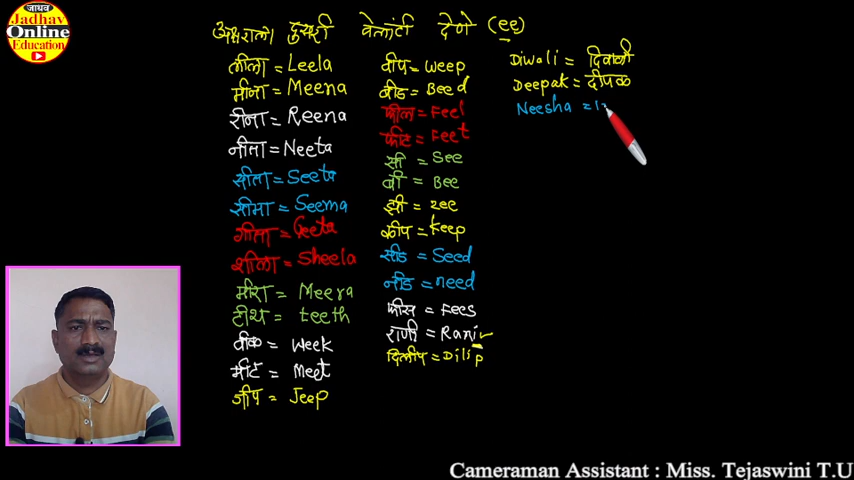 जाधव
Jadhav
Online
Education
अक्षराला दुसरी वेलांटी देणे (ee)
लीला = Leela
मीना = Meena
रीना = Reena
नीता = Neeta
सीता = Seeta
सीमा = Seema
गीता = Geeta
शीला = Sheela
मीरा = Meera
टीथ = teeth
वीक = Week
मीट = Meet
जीप = Jeep
वीप = Weep
बीड = Beed
फील = Feel
फीट = Feet
सी = See
बी = Bee
झी = Zee
कीप = keep
सीड = Seed
नीड = need
फीस = Fees
राणी = Rani
दिलीप = Dilip
Diwali = दिवाळी
Deepak = दीपक
Neesha =
Cameraman Assistant : Miss. Tejaswini T.U